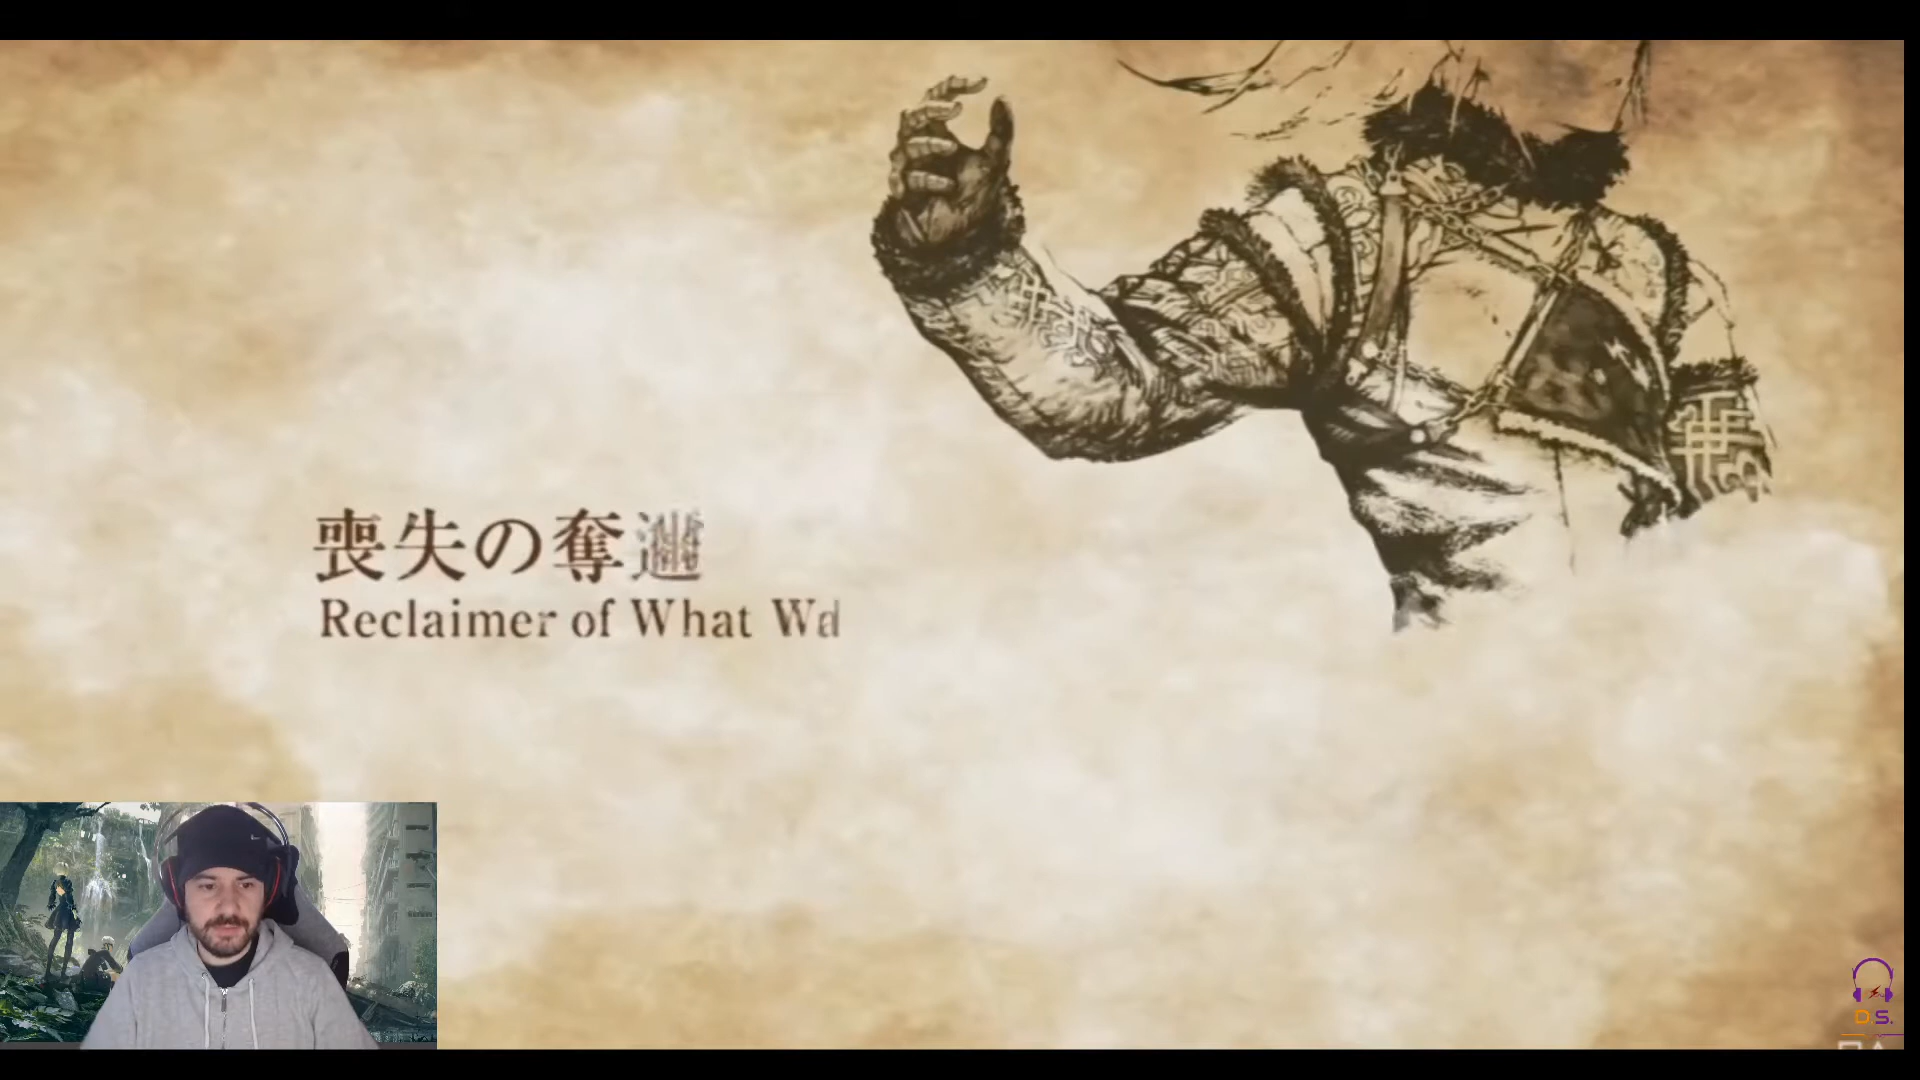 喪失の奪
Reclaimer of What
D.S.